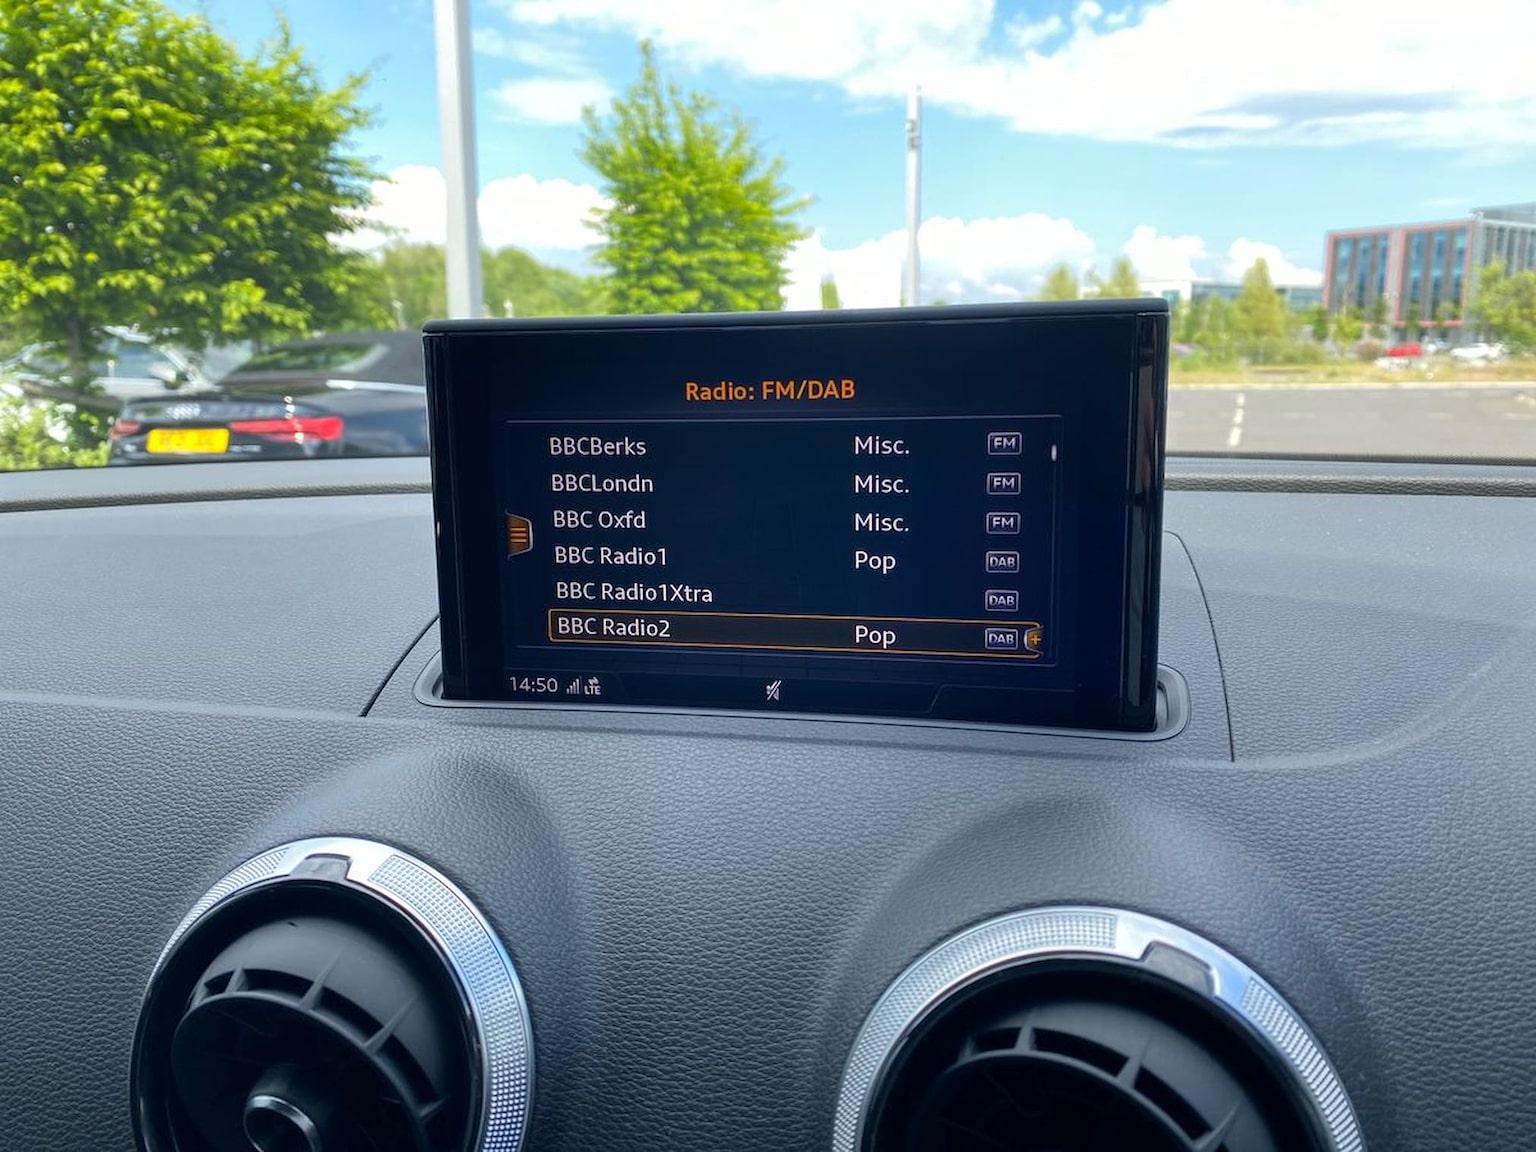 Radio: FM/DAB
BBCBerks Misc. FM
BBCLondn Misc. FM
BBC Oxfd Misc. FM
BBC Radio1 Pop DAB
BBC Radio1Xtra DAB
BBC Radio2 Pop DAB +
14:50 LTE